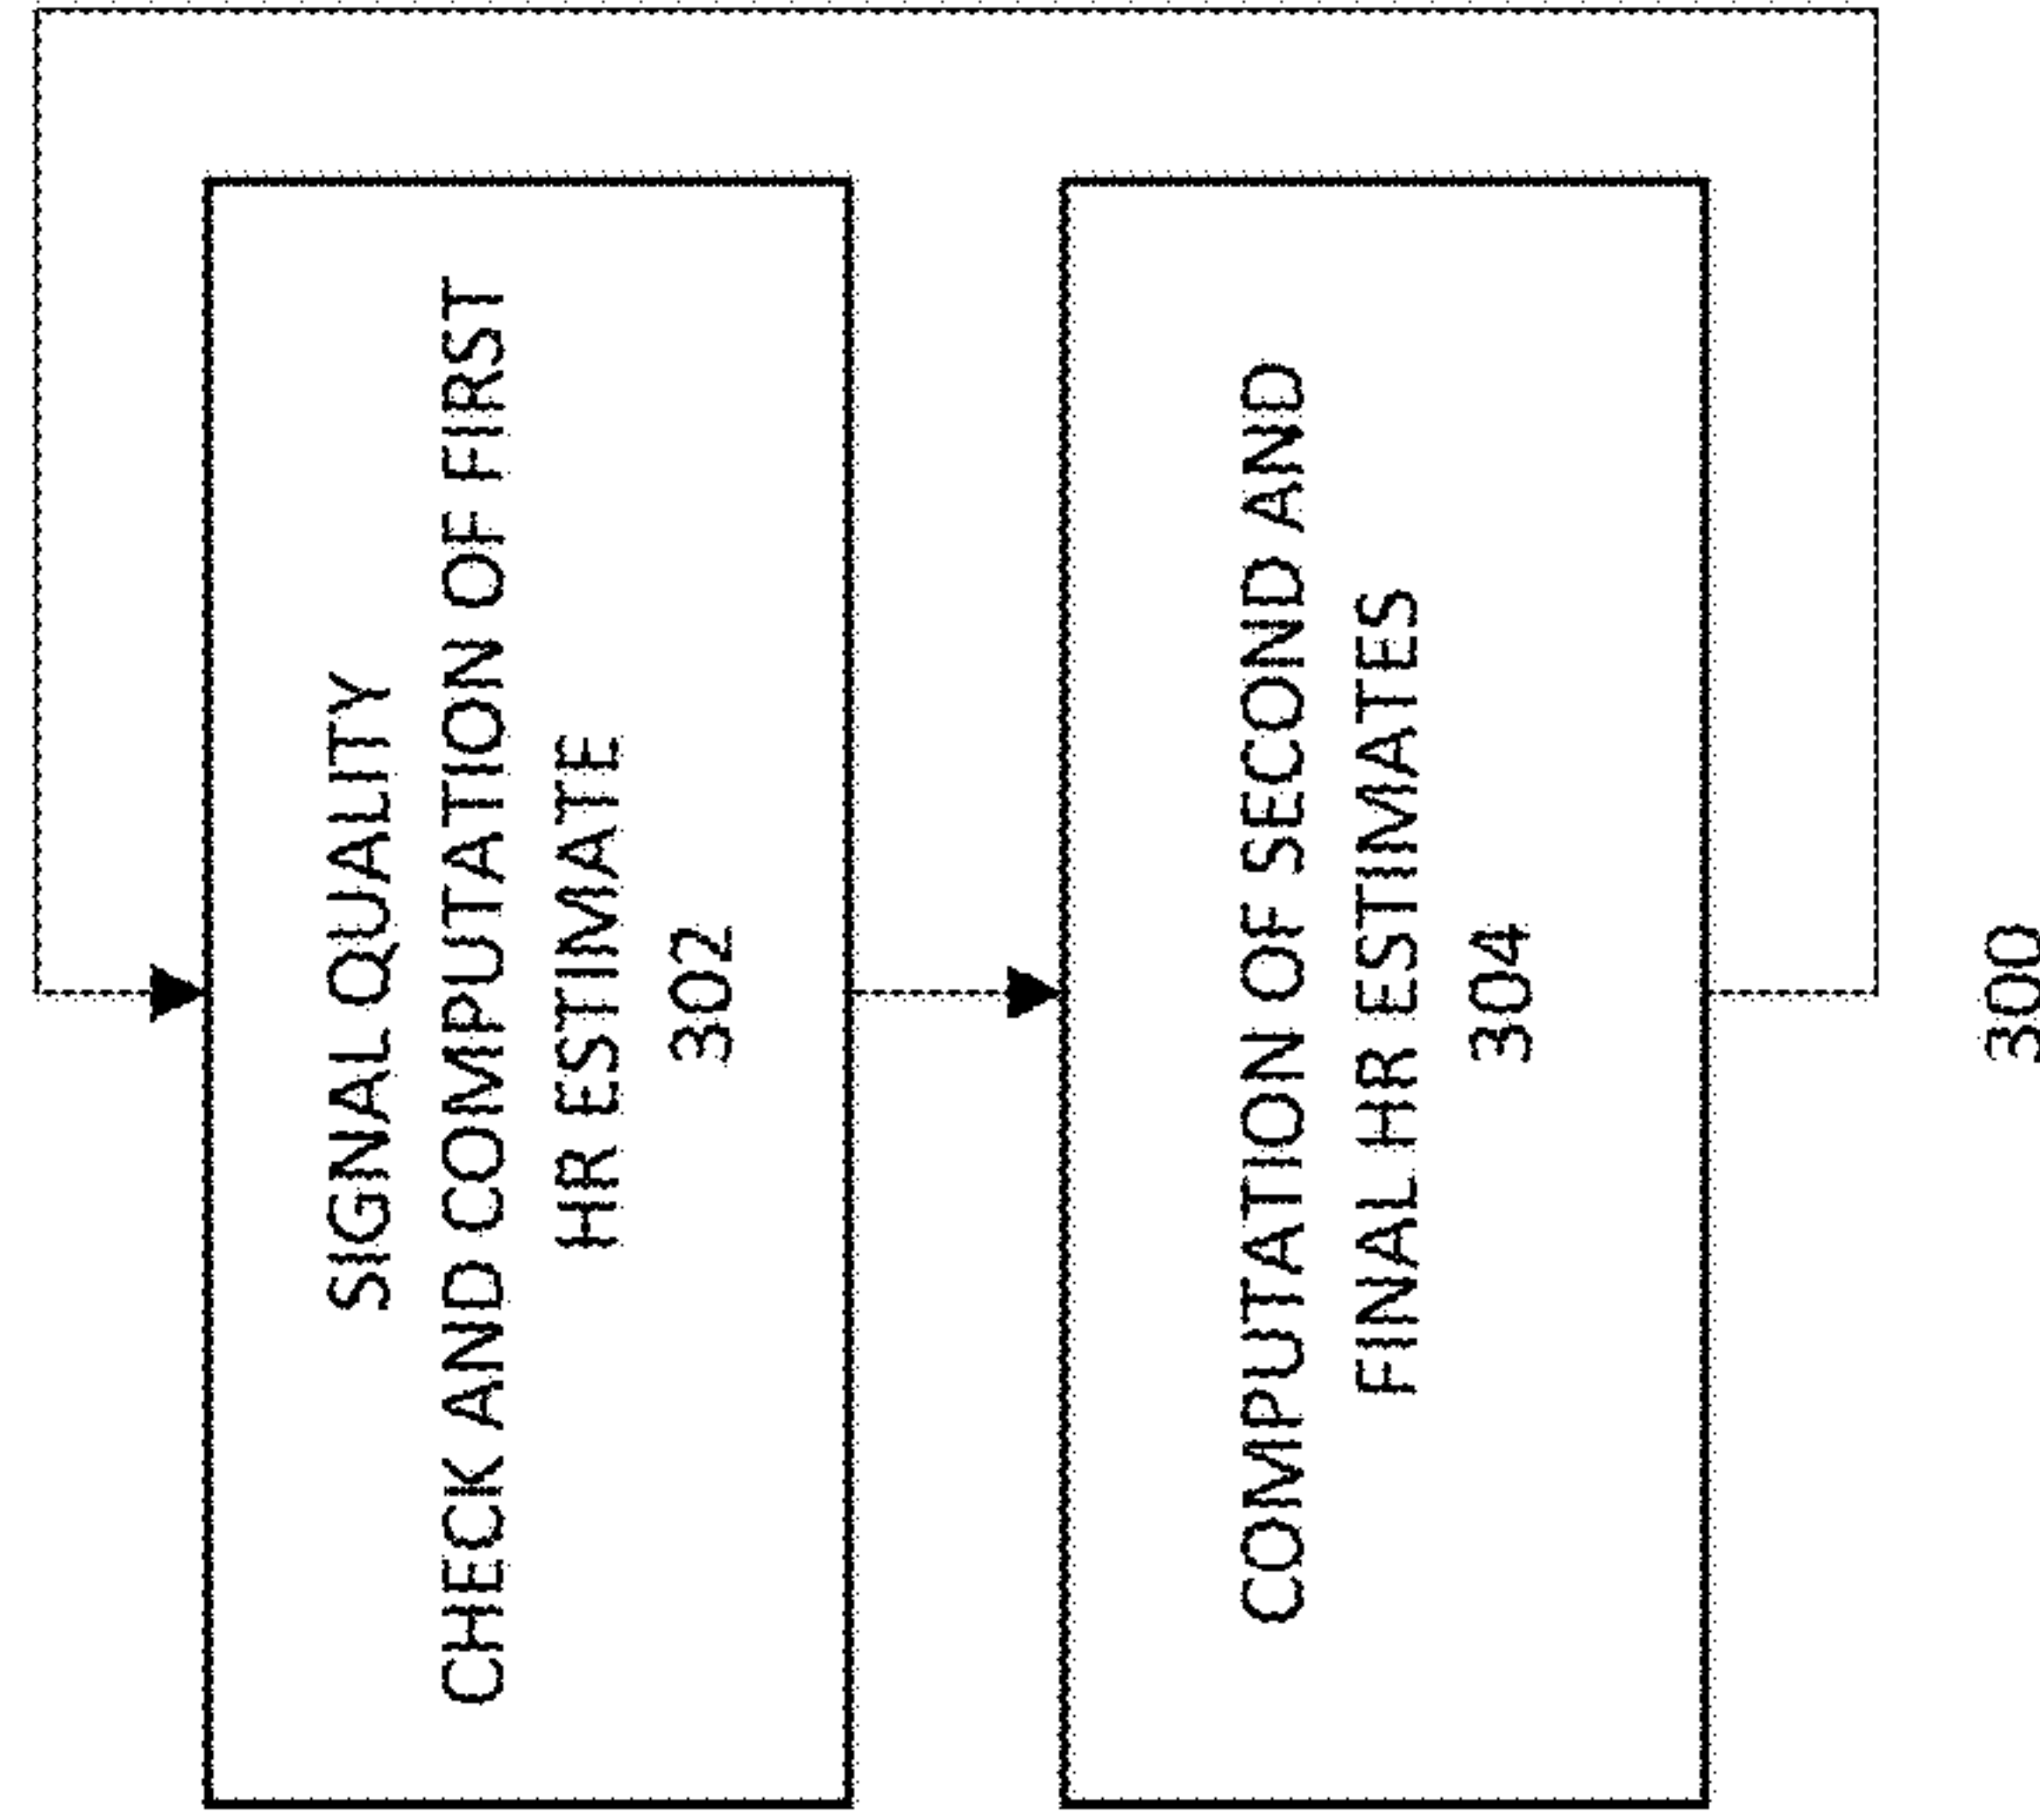 SIGNAL QUALITY
CHECK AND COMPUTATION OF FIRST
HR ESTIMATE
302
COMPUTATION OF SECOND AND
FINAL HR ESTIMATES
304
300